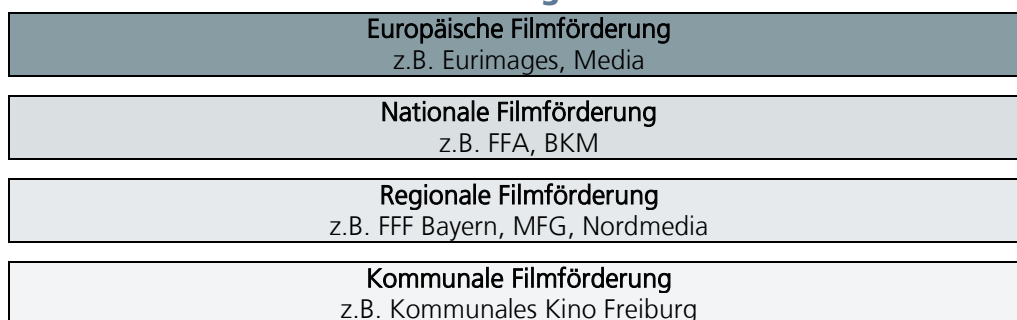 Europäische Filmförderung
z.B. Eurimages, Media
Nationale Filmförderung
z.B. FFA, BKM
Regionale Filmförderung
z.B. FFF Bayern, MFG, Nordmedia
Kommunale Filmförderung
z.B. Kommunales Kino Freiburg